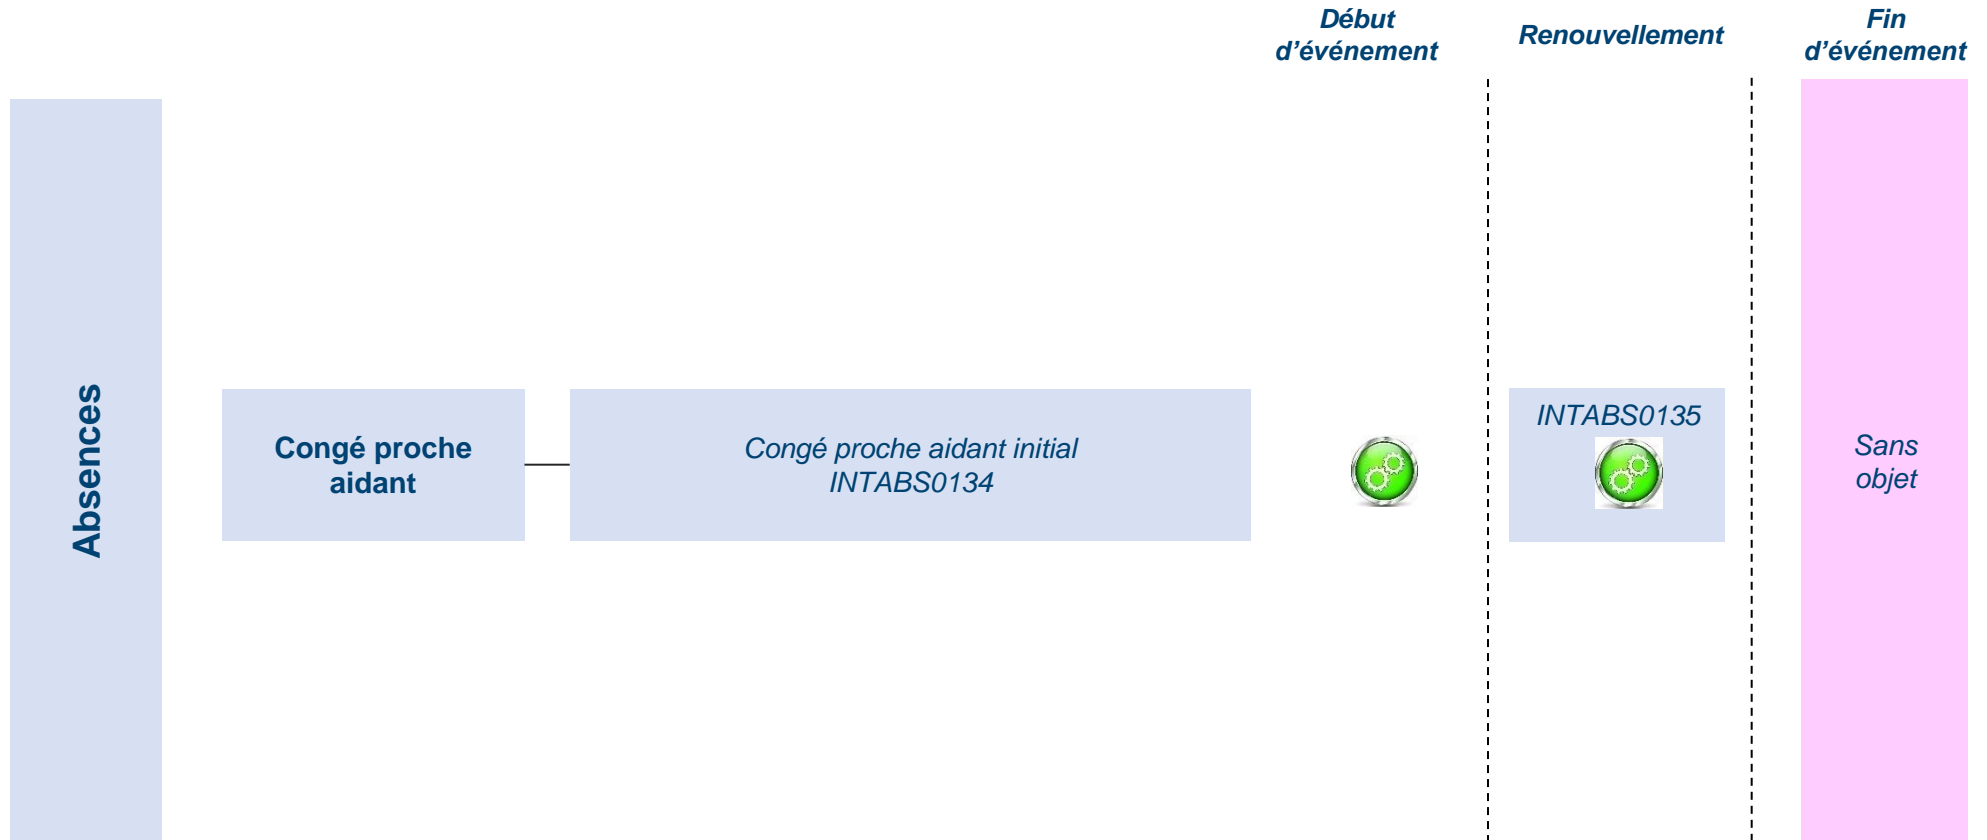 Début
d’événement
Renouvellement
Fin
d’événement
Absences
Congé proche
aidant
Congé proche aidant initial
INTABS0134
INTABS0135
Sans
objet